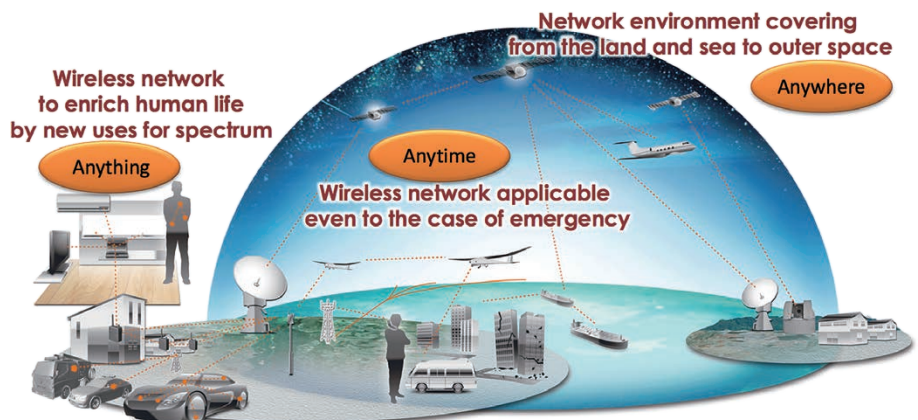 Network environment covering
from the land and sea to outer space
Anywhere
Wireless network
to enrich human life
by new uses for spectrum
Anything
Anytime
Wireless network applicable
even to the case of emergency